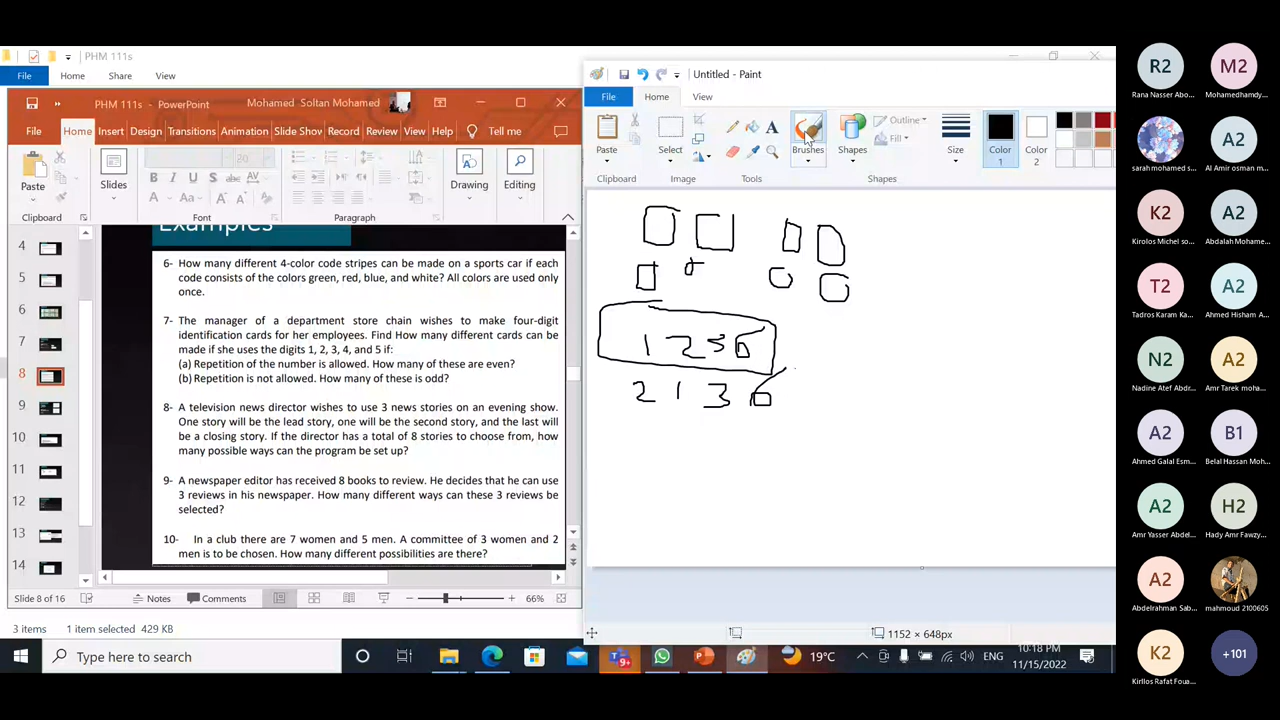 PHM 111s
File Home Share View
PHM 111s - PowerPoint Mohamed Soltan Mohamed
File Home Insert Design Transitions Animation Slide Shov Record Review View Help Tell me
Paste
Slides
20
Drawing
Editing
Clipboard Font Paragraph
4
5
6
7
8
9
10
11
12
13
14
Examples
6- How many different 4-color code stripes can be made on a sports car if each
code consists of the colors green, red, blue, and white? All colors are used only
once.
7- The manager of a department store chain wishes to make four-digit
identification cards for her employees. Find How many different cards can be
made if she uses the digits 1, 2, 3, 4, and 5 if:
(a) Repetition of the number is allowed. How many of these are even?
(b) Repetition is not allowed. How many of these is odd?
8- A television news director wishes to use 3 news stories on an evening show.
One story will be the lead story, one will be the second story, and the last will
be a closing story. If the director has a total of 8 stories to choose from, how
many possible ways can the program be set up?
9- A newspaper editor has received 8 books to review. He decides that he can use
3 reviews in his newspaper. How many different ways can these 3 reviews be
selected?
10- In a club there are 7 women and 5 men. A committee of 3 women and 2
men is to be chosen. How many different possibilities are there?
Slide 8 of 16 Notes Comments 66%
3 items 1 item selected 429 KB
Untitled - Paint
File Home View
Paste
Select
Brushes
Shapes
Outline
Fill
Size
Color
1
Color
2
Clipboard Image Tools Shapes
1 2 3 6
2 1 3 6
1152 × 648px
Type here to search
9+
19°C
ENG
10:18 PM
11/15/2022
R2
Rana Nasser Abo...
M2
Mohamedhamdy...
sarah mohamed s...
A2
Al Amir osman m...
K2
Kirolos Michel so...
A2
Abdalah Mohame...
T2
Tadros Karam Ka...
A2
Ahmed Hisham A...
N2
Nadine Atef Abdr...
A2
Amr Tarek moha...
A2
Ahmed Galal Esm...
B1
Belal Hassan Moh...
A2
Amr Yasser Abdel...
H2
Hady Amr Fawzy...
A2
Abdelrahman Sab...
mahmoud 2100605
K2
Kirllos Rafat Foua...
+101